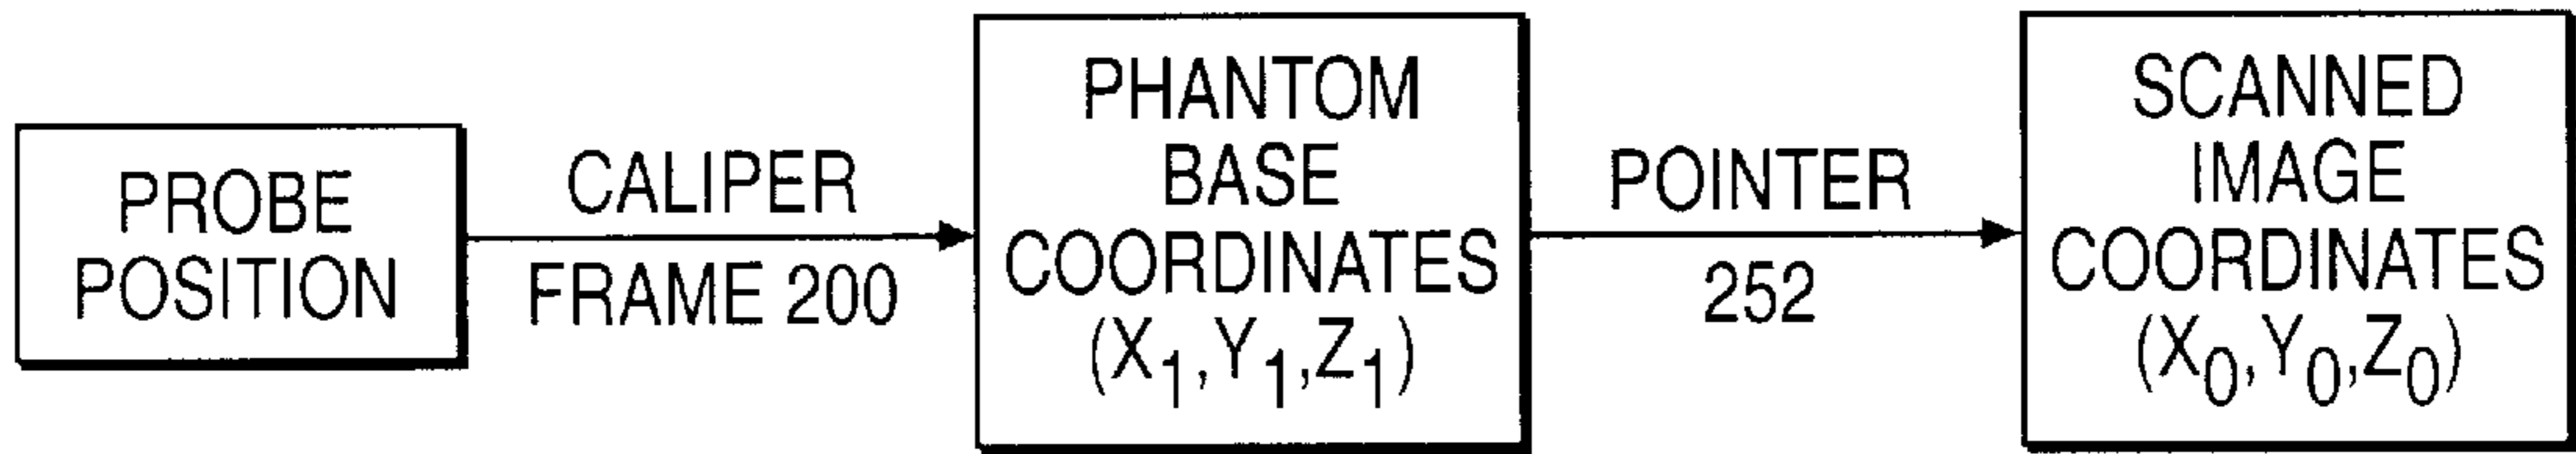 PROBE
POSITION
CALIPER
FRAME 200
PHANTOM
BASE
COORDINATES
(X₁,Y₁,Z₁)
POINTER
252
SCANNED
IMAGE
COORDINATES
(X₀,Y₀,Z₀)